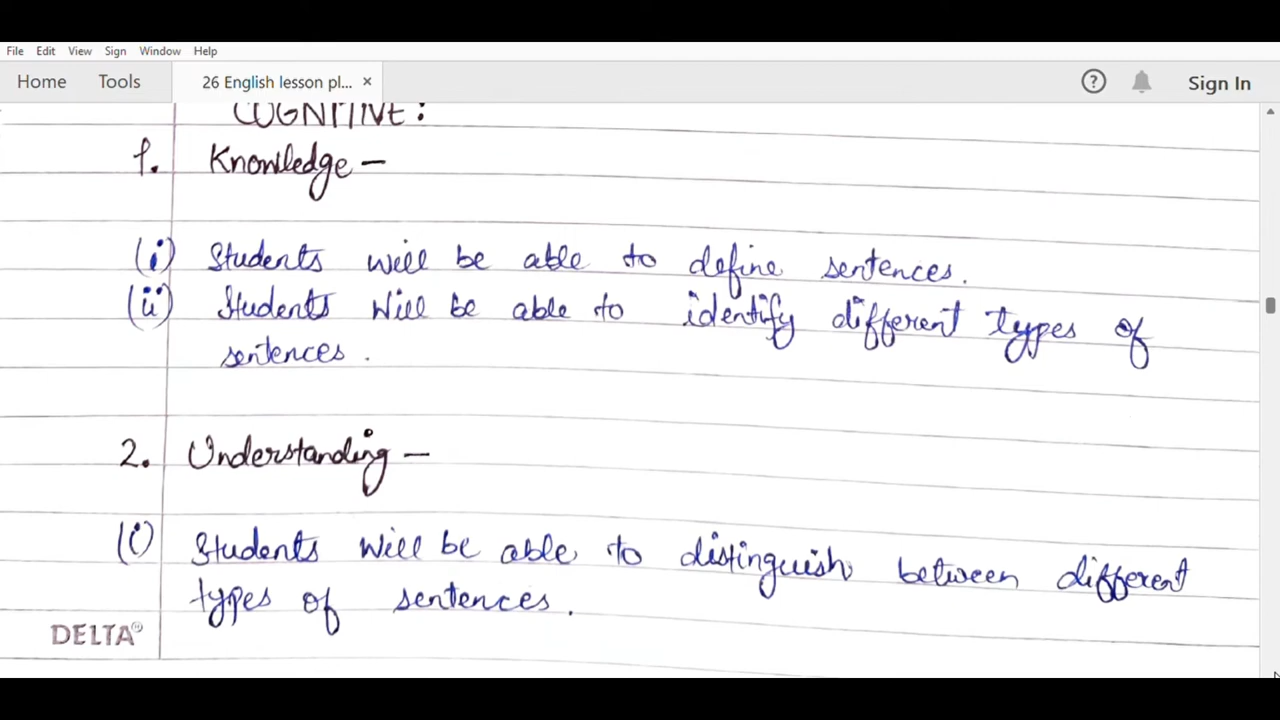 File Edit View Sign Window Help
Home Tools 26 English lesson pl... × ? Sign In
COGNITIVE:
1. Knowledge –
(i) Students will be able to define sentences.
(ii) Students will be able to identify different types of
sentences.
2. Understanding –
(i) Students will be able to distinguish between different
types of sentences.
DELTA